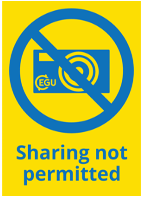 EGU
Sharing not
permitted